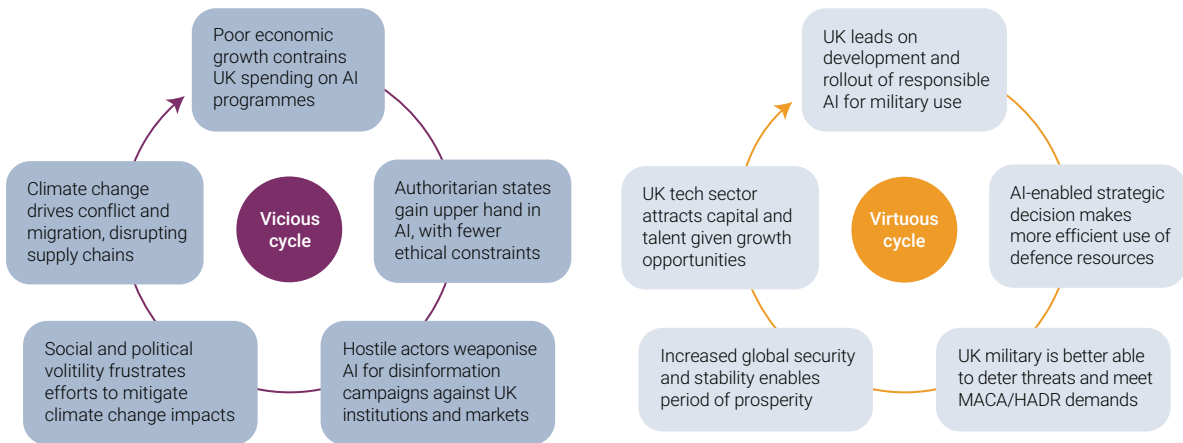 Poor economic
growth contrains
UK spending on AI
programmes
Authoritarian states
gain upper hand in
AI, with fewer
ethical constraints
Hostile actors weaponise
AI for disinformation
campaigns against UK
institutions and markets
Social and political
volitility frustrates
efforts to mitigate
climate change impacts
Climate change
drives conflict and
migration, disrupting
supply chains
Vicious
cycle
UK leads on
development and
rollout of responsible
AI for military use
AI-enabled strategic
decision makes
more efficient use of
defence resources
UK military is better able
to deter threats and meet
MACA/HADR demands
Increased global security
and stability enables
period of prosperity
UK tech sector
attracts capital and
talent given growth
opportunities
Virtuous
cycle